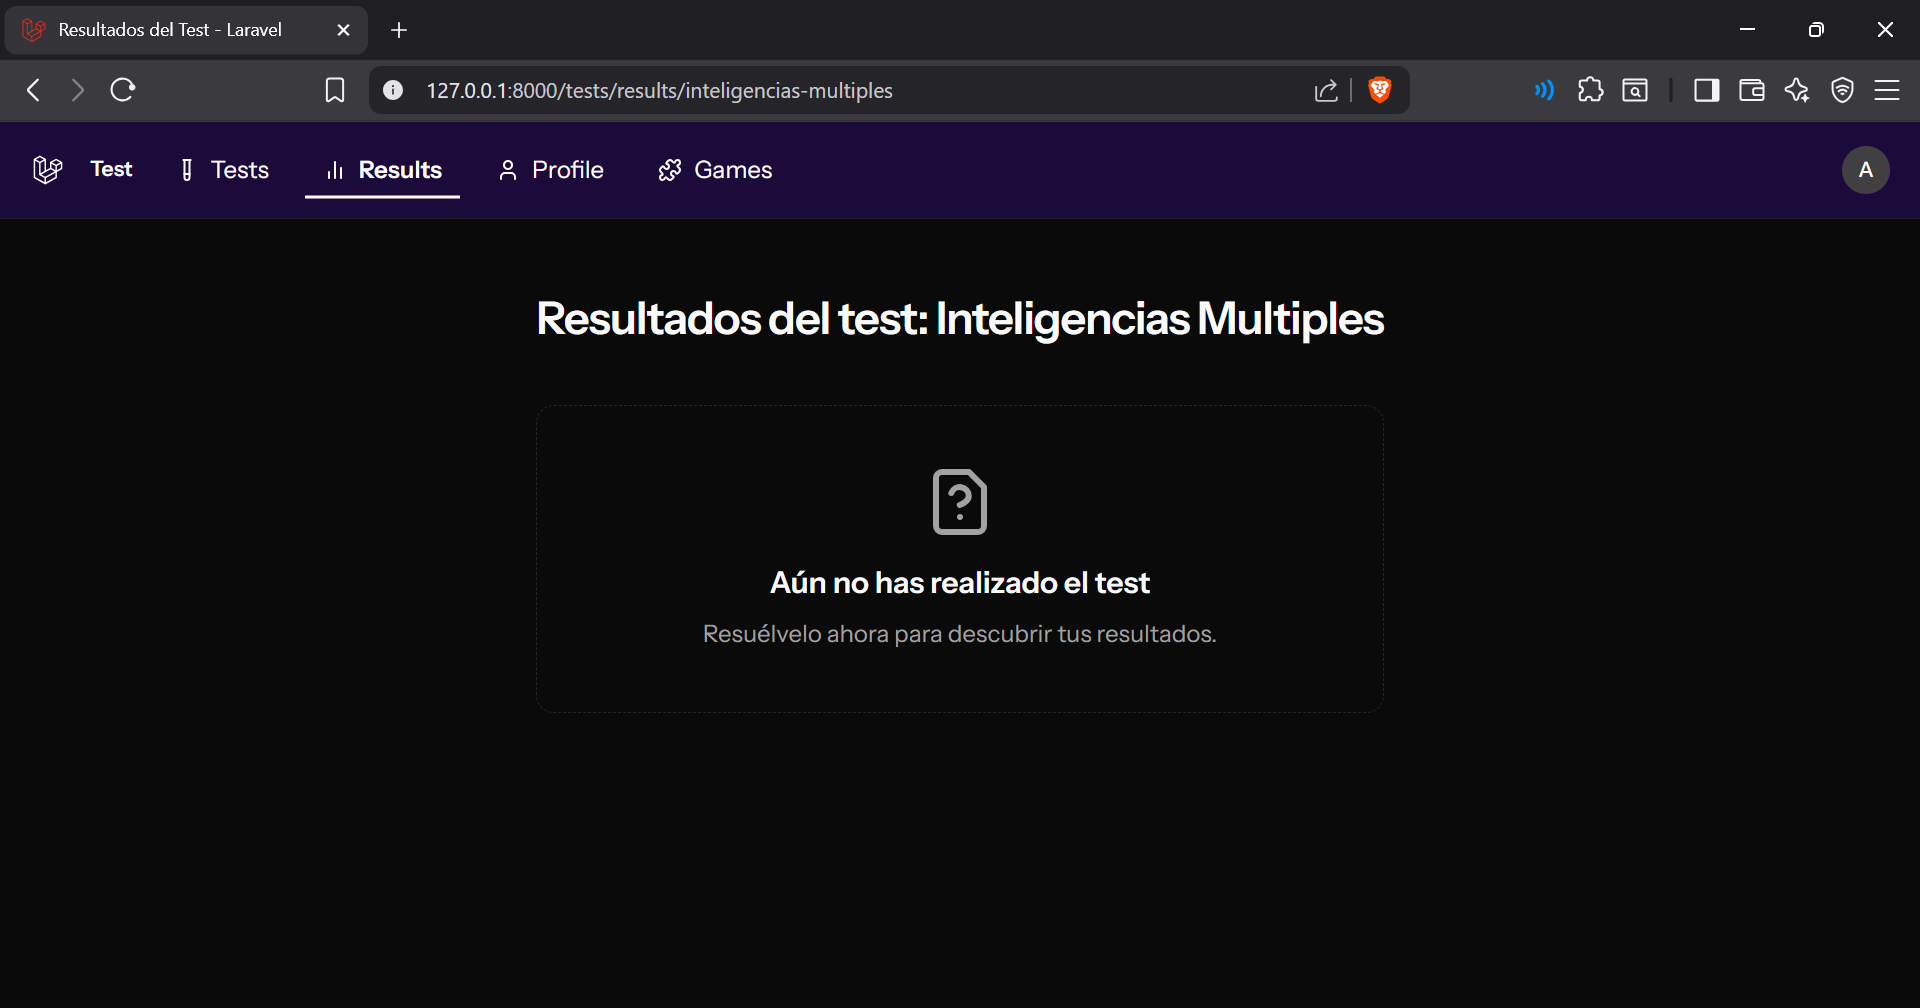 Resultados del Test - Laravel
127.0.0.1:8000/tests/results/inteligencias-multiples
Test Tests Results Profile Games A
Resultados del test: Inteligencias Multiples
?
Aún no has realizado el test
Resuélvelo ahora para descubrir tus resultados.